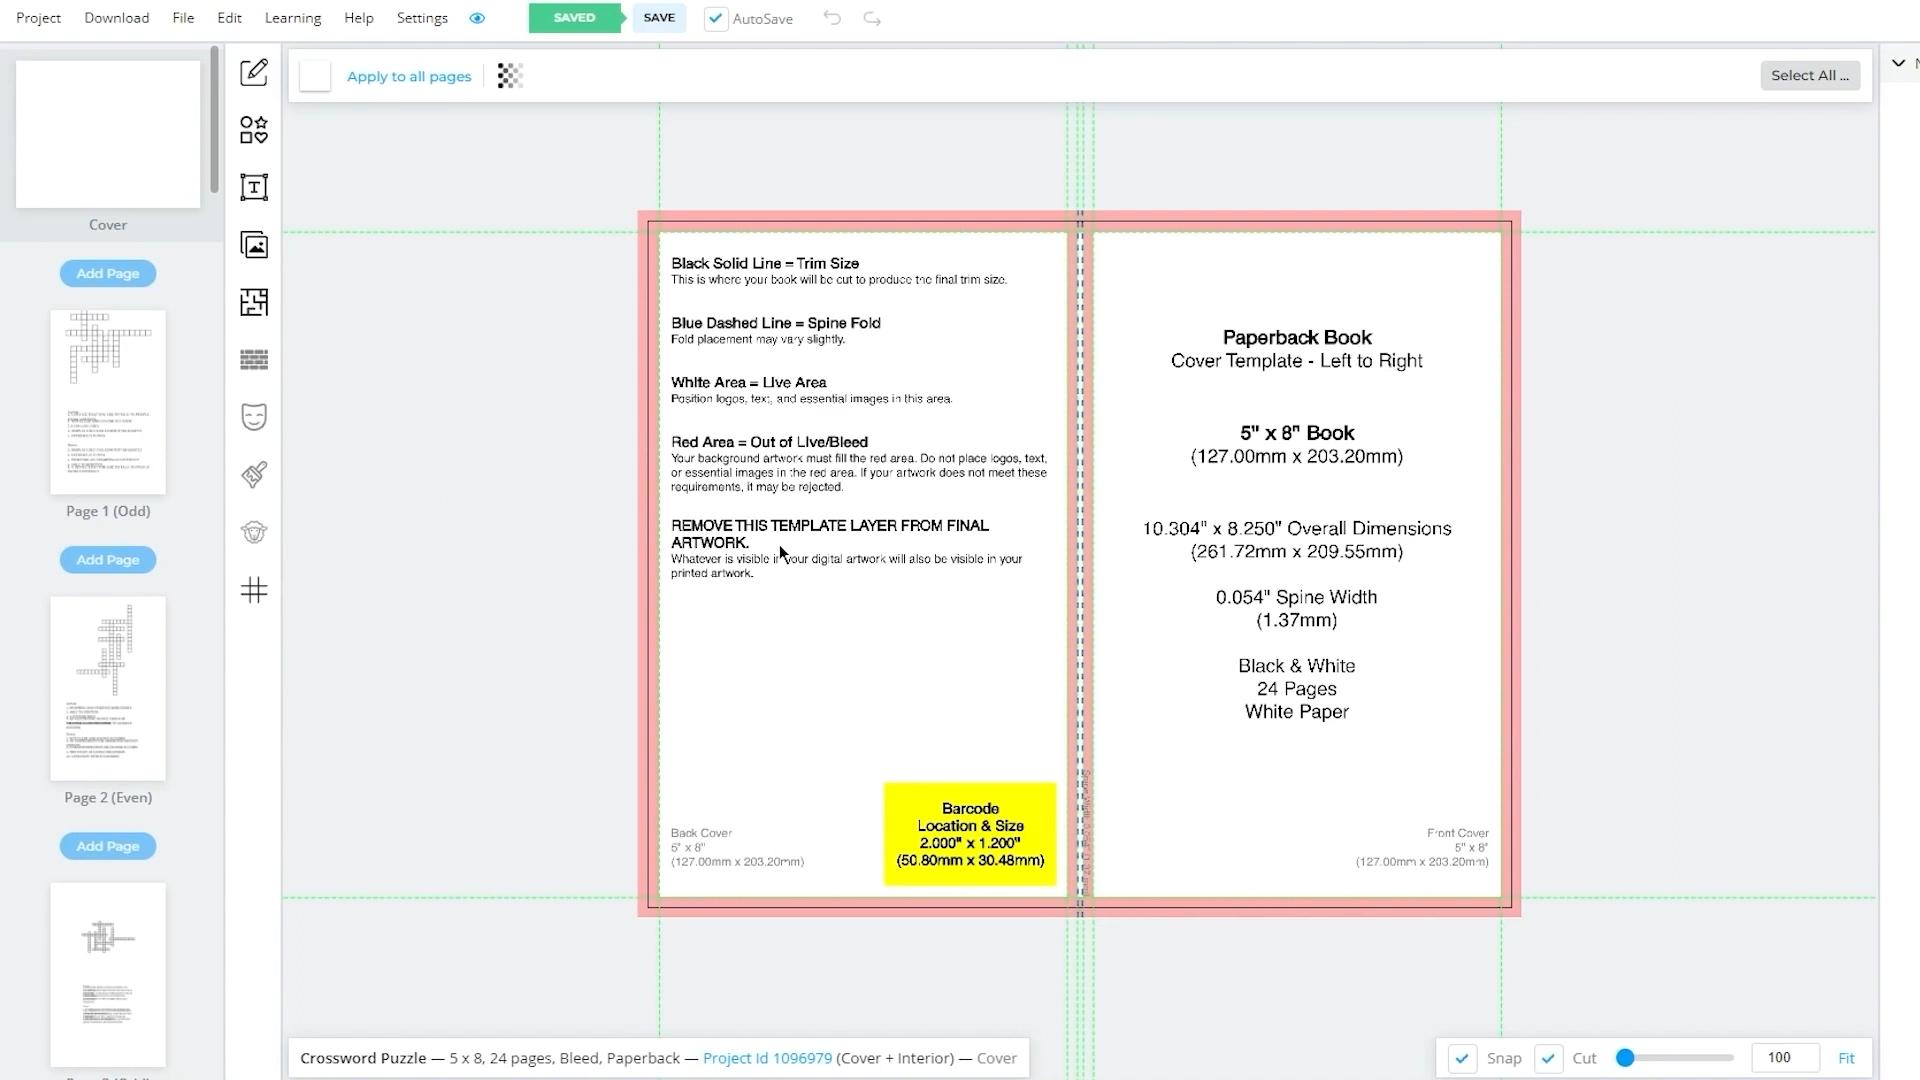 Project Download File Edit Learning Help Settings SAVED SAVE AutoSave
Apply to all pages Select All ...
Cover
Add Page
Page 1 (Odd)
Add Page
Page 2 (Even)
Add Page
Black Solid Line = Trim Size
This is where your book will be cut to produce the final trim size.
Blue Dashed Line = Spine Fold
Fold placement may vary slightly.
White Area = Live Area
Position logos, text, and essential images in this area.
Red Area = Out of Live/Bleed
Your background artwork must fill the red area. Do not place logos, text,
or essential images in the red area. If your artwork does not meet these
requirements, it may be rejected.
REMOVE THIS TEMPLATE LAYER FROM FINAL
ARTWORK.
Whatever is visible in your digital artwork will also be visible in your
printed artwork.
Back Cover
5" x 8"
(127.00mm x 203.20mm)
Barcode
Location & Size
2.000" x 1.200"
(50.80mm x 30.48mm)
Paperback Book
Cover Template - Left to Right
5" x 8" Book
(127.00mm x 203.20mm)
10.304" x 8.250" Overall Dimensions
(261.72mm x 209.55mm)
0.054" Spine Width
(1.37mm)
Black & White
24 Pages
White Paper
Front Cover
5" x 8"
(127.00mm x 203.20mm)
Crossword Puzzle — 5 x 8, 24 pages, Bleed, Paperback — Project Id 1096979 (Cover + Interior) — Cover
Snap Cut 100 Fit